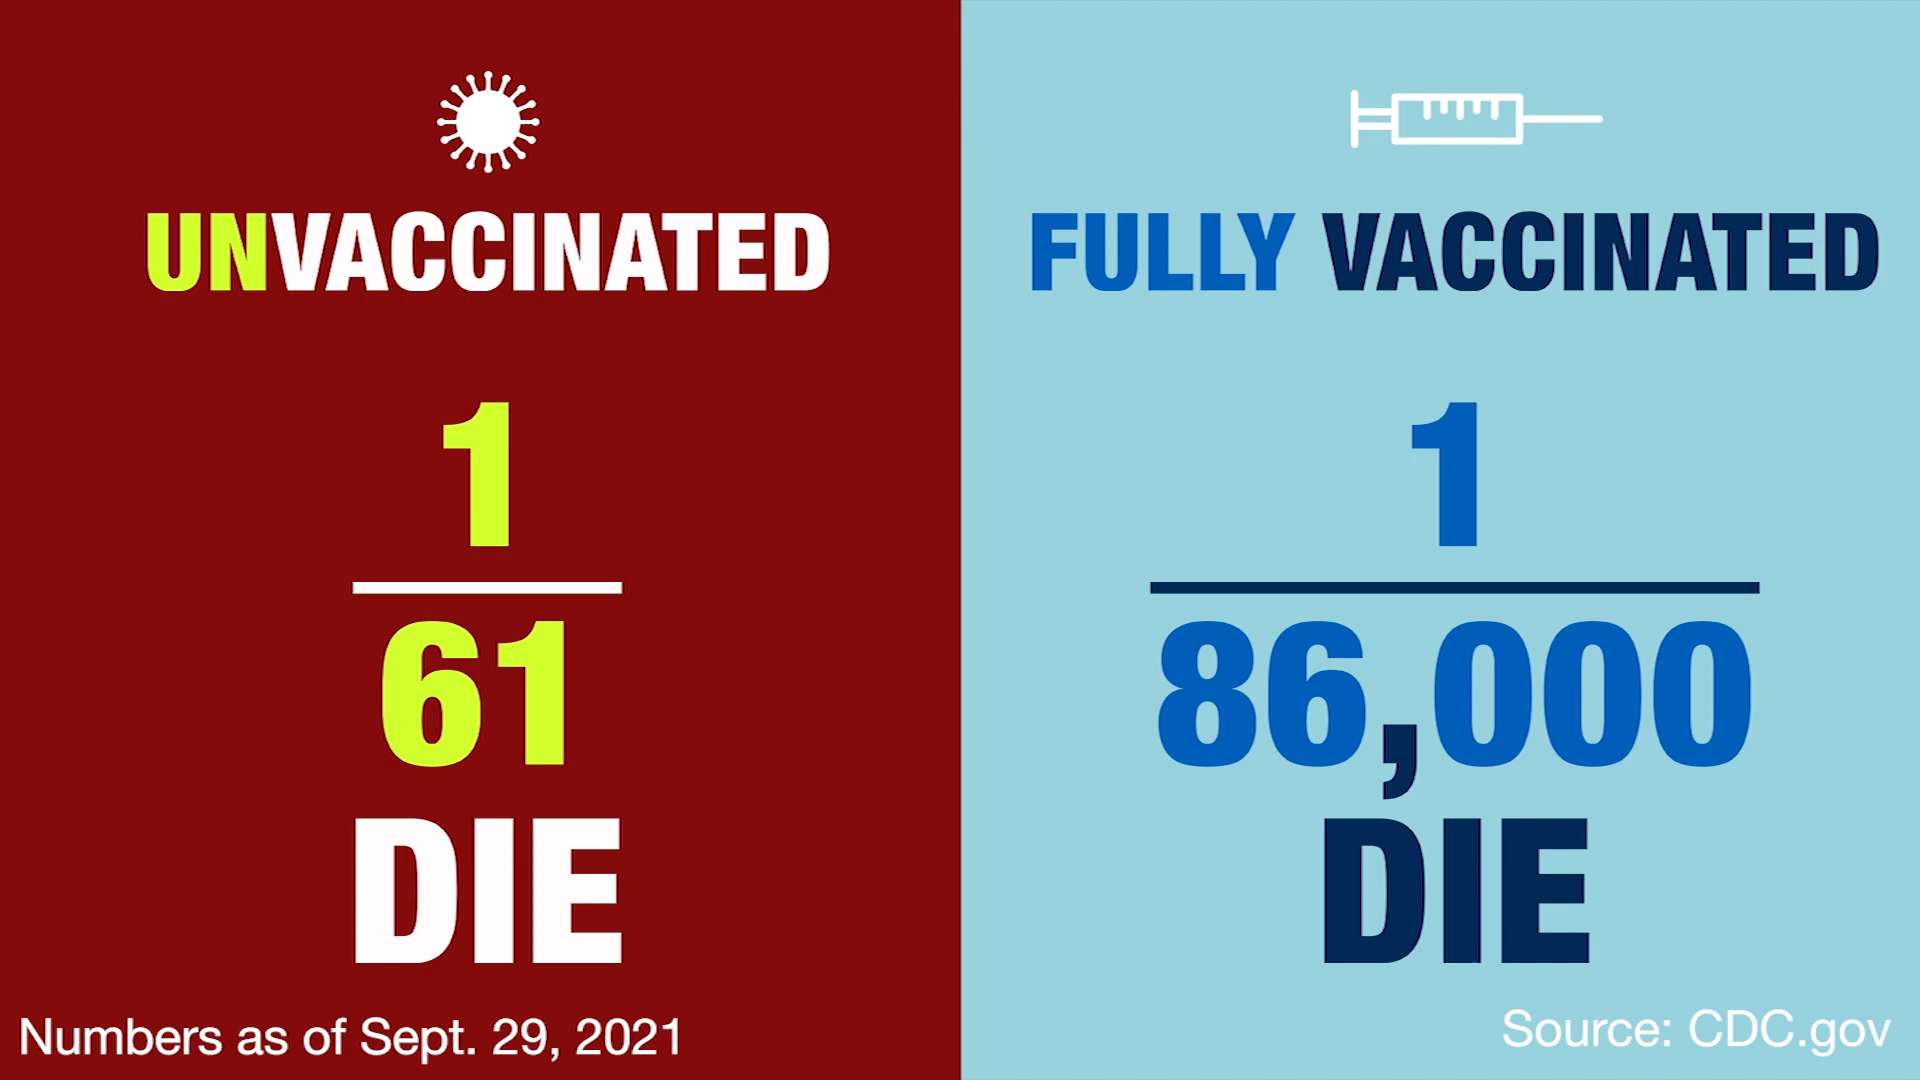 UNVACCINATED
1
61
DIE
Numbers as of Sept. 29, 2021
FULLY VACCINATED
1
86,000
DIE
Source: CDC.gov